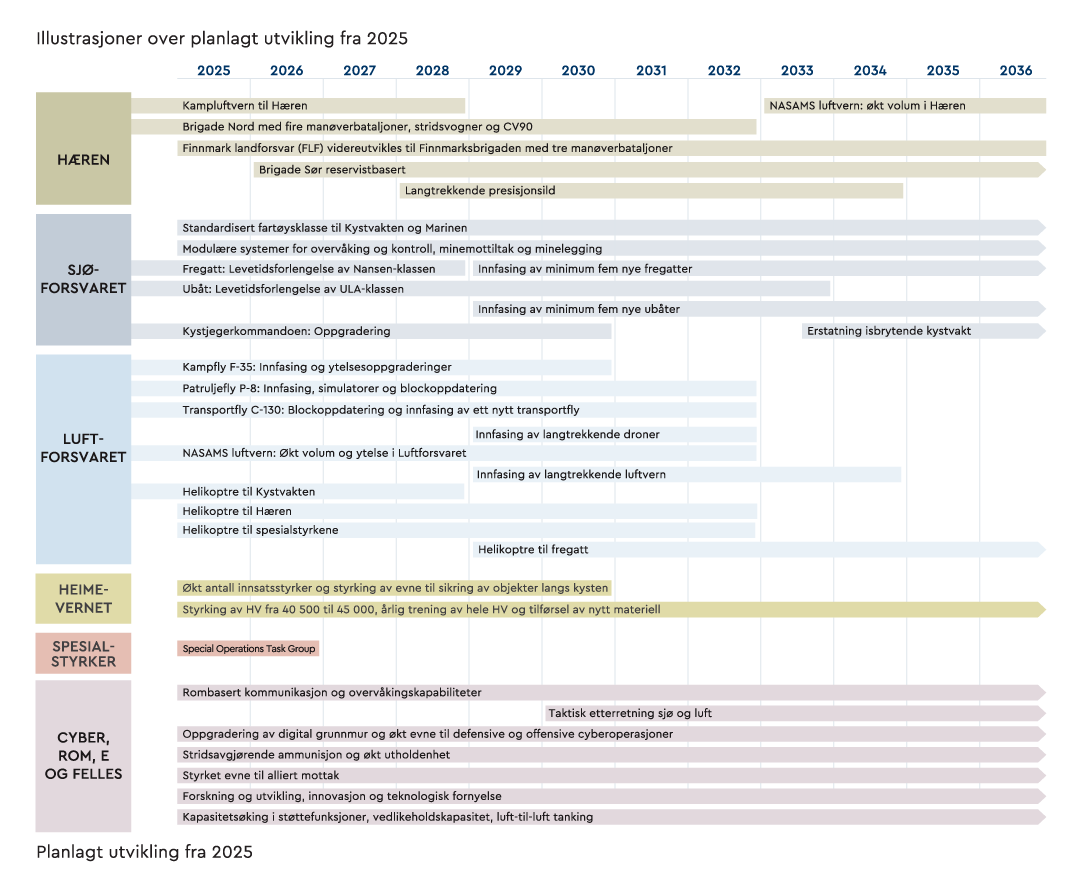 Illustrasjoner over planlagt utvikling fra 2025
2025 2026 2027 2028 2029 2030 2031 2032 2033 2034 2035 2036
HÆREN
Kampluftvern til Hæren
NASAMS luftvern: økt volum i Hæren
Brigade Nord med fire manøverbataljoner, stridsvogner og CV90
Finnmark landforsvar (FLF) videreutvikles til Finnmarksbrigaden med tre manøverbataljoner
Brigade Sør reservistbasert
Langtrekkende presisjonsild
SJØ-
FORSVARET
Standardisert fartøysklasse til Kystvakten og Marinen
Modulære systemer for overvåking og kontroll, minemottiltak og minelegging
Fregatt: Levetidsforlengelse av Nansen-klassen
Innfasing av minimum fem nye fregatter
Ubåt: Levetidsforlengelse av ULA-klassen
Innfasing av minimum fem nye ubåter
Kystjegerkommandoen: Oppgradering
Erstatning isbrytende kystvakt
LUFT-
FORSVARET
Kampfly F-35: Innfasing og ytelsesoppgraderinger
Patruljefly P-8: Innfasing, simulatorer og blockoppdatering
Transportfly C-130: Blockoppdatering og innfasing av ett nytt transportfly
Innfasing av langtrekkende droner
NASAMS luftvern: Økt volum og ytelse i Luftforsvaret
Innfasing av langtrekkende luftvern
Helikoptre til Kystvakten
Helikoptre til Hæren
Helikoptre til spesialstyrkene
Helikoptre til fregatt
HEIME-
VERNET
Økt antall innsatsstyrker og styrking av evne til sikring av objekter langs kysten
Styrking av HV fra 40 500 til 45 000, årlig trening av hele HV og tilførsel av nytt materiell
SPESIAL-
STYRKER
Special Operations Task Group
CYBER,
ROM, E
OG FELLES
Rombasert kommunikasjon og overvåkingskapabiliteter
Taktisk etterretning sjø og luft
Oppgradering av digital grunnmur og økt evne til defensive og offensive cyberoperasjoner
Stridsavgjørende ammunisjon og økt utholdenhet
Styrket evne til alliert mottak
Forskning og utvikling, innovasjon og teknologisk fornyelse
Kapasitetsøking i støttefunksjoner, vedlikeholdskapasitet, luft-til-luft tanking
Planlagt utvikling fra 2025